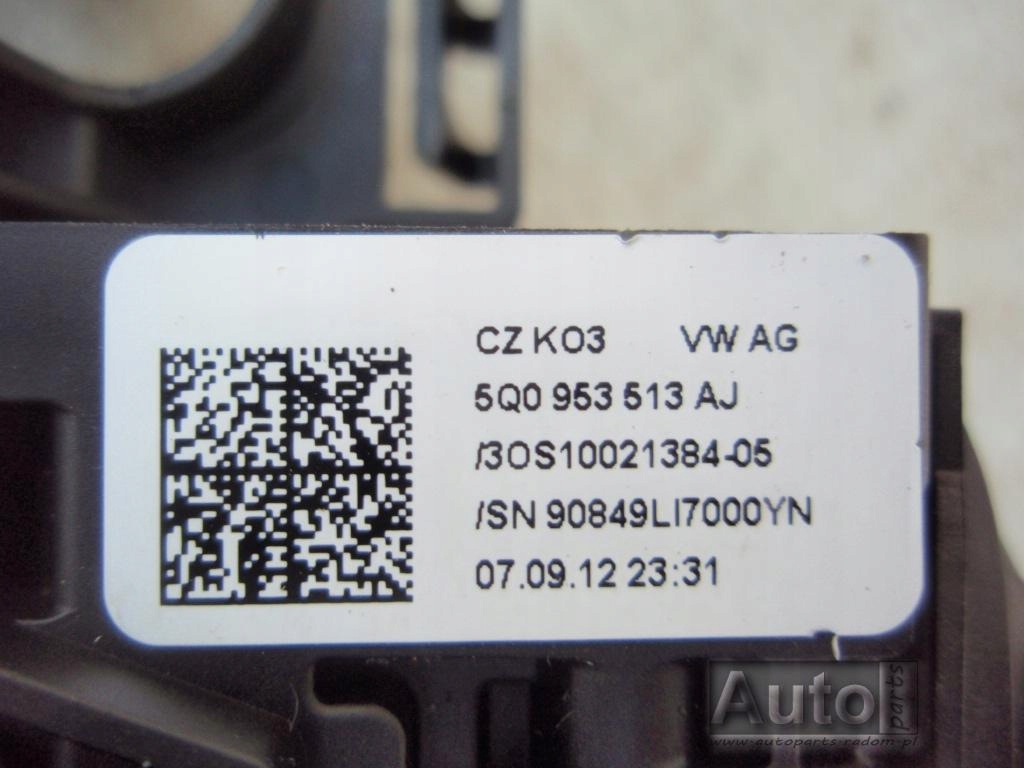 CZ K03 VW AG
5Q0 953 513 AJ
/3OS10021384-05
/SN 90849LI7000YN
07.09.12 23:31
Auto parts
www-autoparts-radom-pl